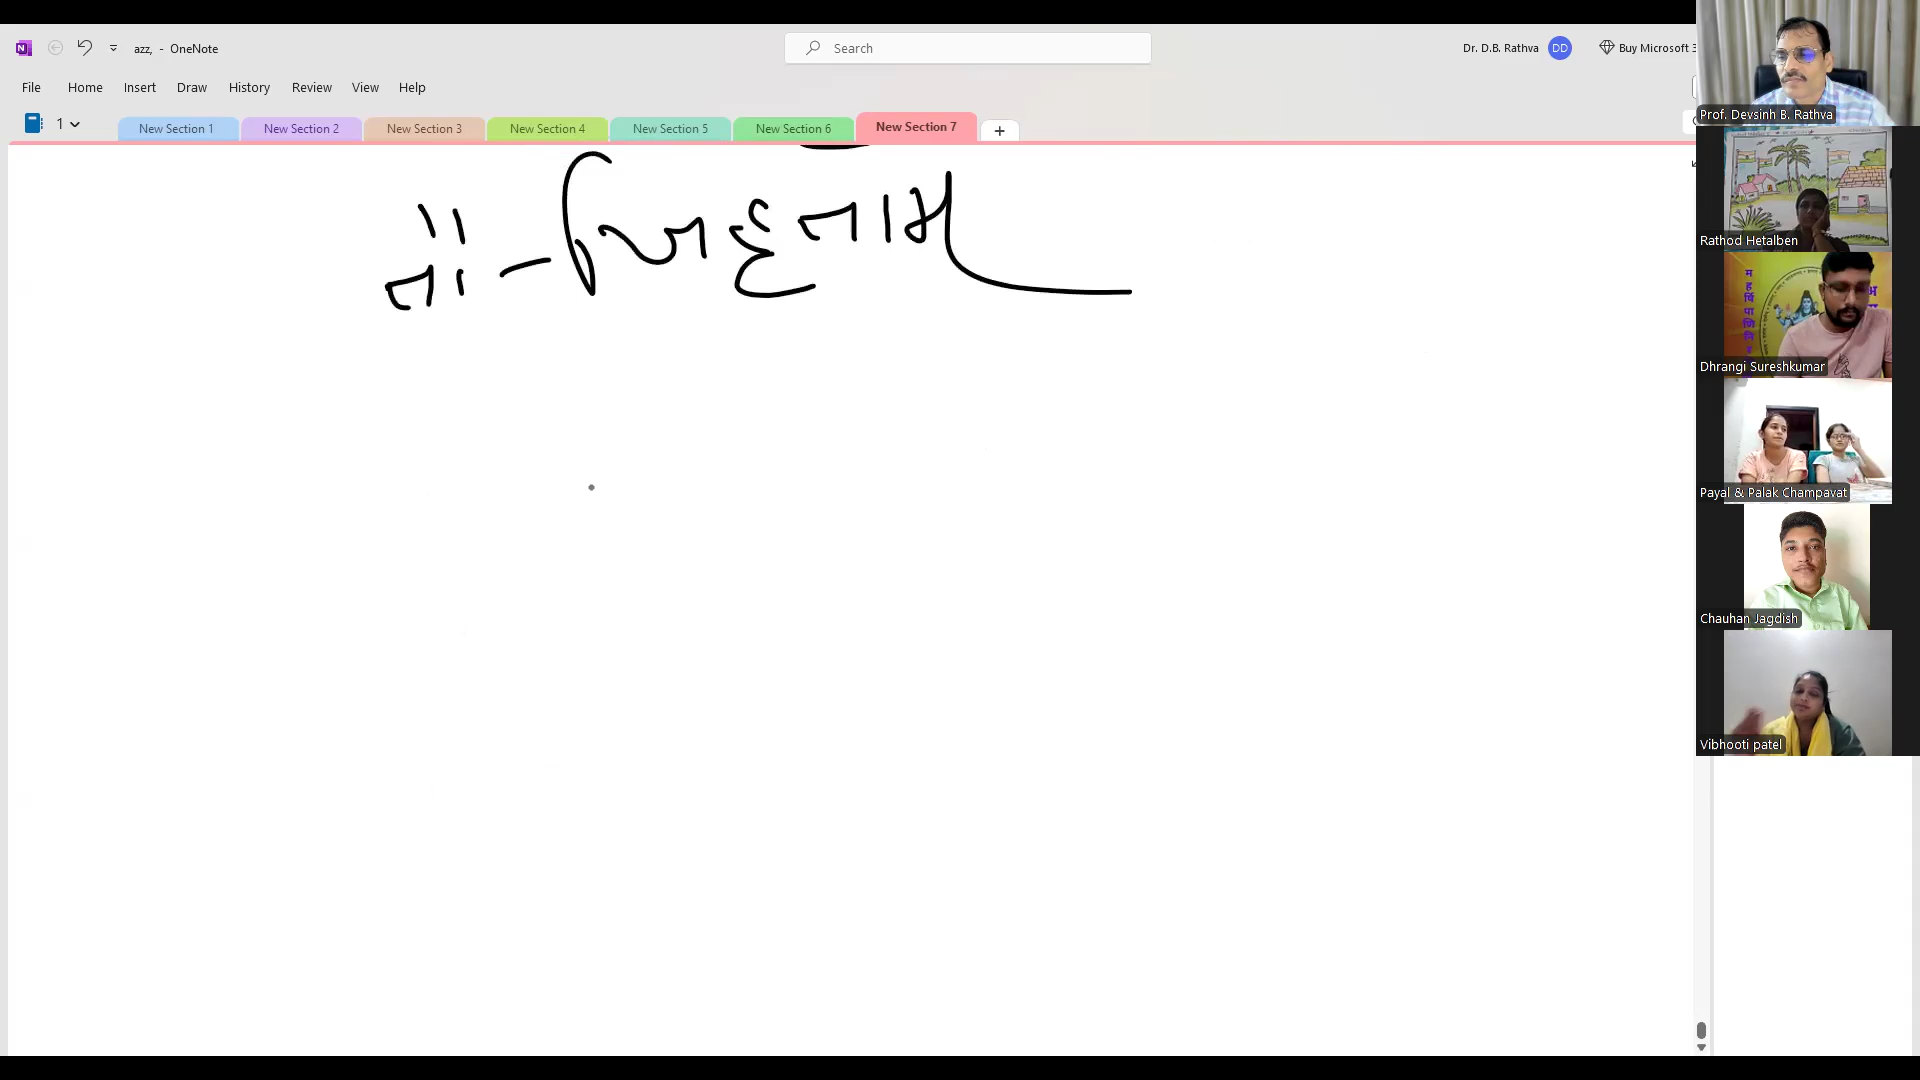 azz, - OneNote
Search
Dr. D.B. Rathva
DD
Buy Microsoft 3
File Home Insert Draw History Review View Help
1
New Section 1 New Section 2 New Section 3 New Section 4 New Section 5 New Section 6 New Section 7 +
Prof. Devsinh B. Rathva
Rathod Hetalben
Dhrangi Sureshkumar
Payal & Palak Champavat
Chauhan Jagdish
Vibhooti patel